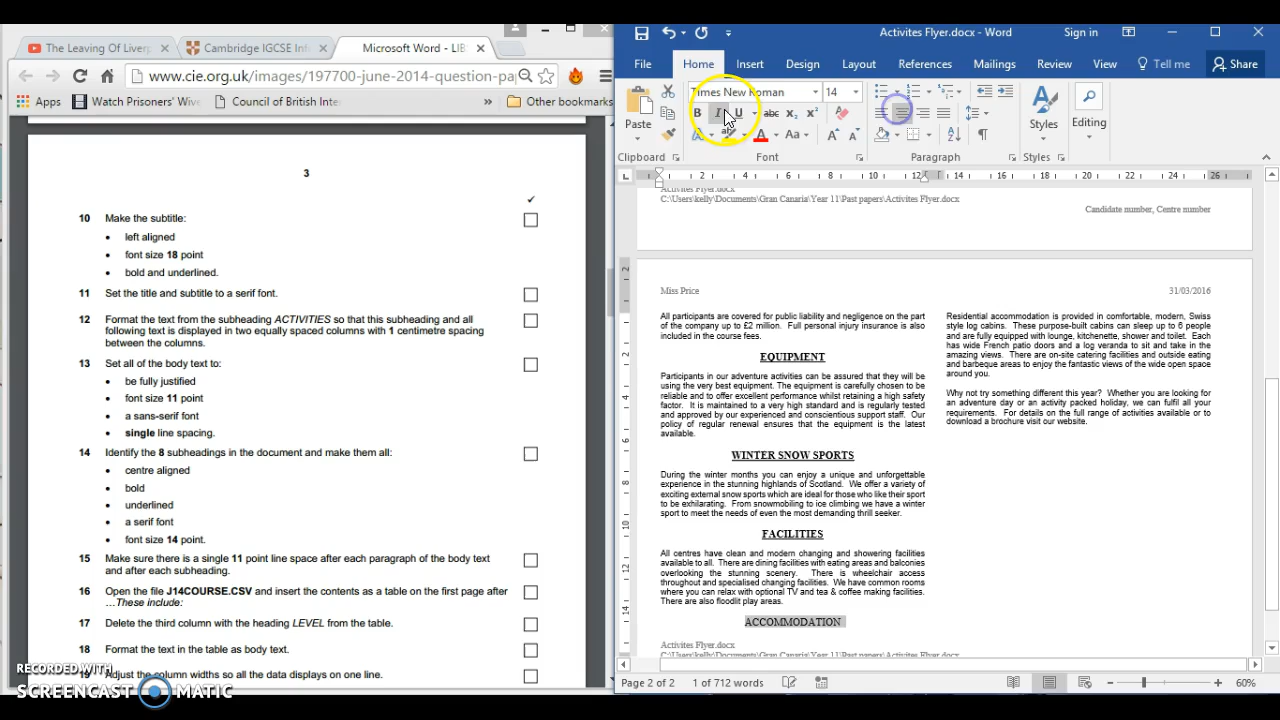 The Leaving Of Liverp
Cambridge IGCSE Inf
Microsoft Word - LIB
www.cie.org.uk/images/197700-june-2014-question-pa
Apps
Watch Prisoners' Wive
Council of British Inter
»
Other bookmarks
3
10 Make the subtitle:
• left aligned
• font size 18 point
• bold and underlined.
11 Set the title and subtitle to a serif font.
12 Format the text from the subheading ACTIVITIES so that this subheading and all
following text is displayed in two equally spaced columns with 1 centimetre spacing
between the columns.
13 Set all of the body text to:
• be fully justified
• font size 11 point
• a sans-serif font
• single line spacing.
14 Identify the 8 subheadings in the document and make them all:
• centre aligned
• bold
• underlined
• a serif font
• font size 14 point.
15 Make sure there is a single 11 point line space after each paragraph of the body text
and after each subheading.
16 Open the file J14COURSE.CSV and insert the contents as a table on the first page after
…These include:
17 Delete the third column with the heading LEVEL from the table.
18 Format the text in the table as body text.
Adjust the column widths so all the data displays on one line.
RECORDED WITH
SCREENCAST MATIC
Activites Flyer.docx - Word
Sign in
File Home Insert Design Layout References Mailings Review View Tell me Share
Times New Roman 14
Paste
B I U abc x₂ x²
Aa
Styles
Editing
Clipboard Font Paragraph Styles
2 4 6 8 10 12 14 16 18 20 22 24 26
Activites Flyer.docx
C:\Users\kelly\Documents\Gran Canaria\Year 11\Past papers\Activites Flyer.docx
Candidate number, Centre number
Miss Price
31/03/2016
All participants are covered for public liability and negligence on the part
of the company up to £2 million. Full personal injury insurance is also
included in the course fees.
EQUIPMENT
Participants in our adventure activities can be assured that they will be
using the very best equipment. The equipment is carefully chosen to be
reliable and to offer excellent performance whilst retaining a high safety
factor. It is maintained to a very high standard and is regularly tested
and approved by our experienced and conscientious support staff. Our
policy of regular renewal ensures that the equipment is the latest
available.
WINTER SNOW SPORTS
During the winter months you can enjoy a unique and unforgettable
experience in the stunning highlands of Scotland. We offer a variety of
exciting external snow sports which are ideal for those who like their sport
to be exhilarating. From snowmobiling to ice climbing we have a winter
sport to meet the needs of even the most demanding thrill seeker.
FACILITIES
All centres have clean and modern changing and showering facilities
available to all. There are dining facilities with eating areas and balconies
overlooking the stunning scenery. There is wheelchair access
throughout and specialised changing facilities. We have common rooms
where you can relax with optional TV and tea & coffee making facilities.
There are also floodlit play areas.
ACCOMMODATION
Residential accommodation is provided in comfortable, modern, Swiss
style log cabins. These purpose-built cabins can sleep up to 6 people
and are fully equipped with lounge, kitchenette, shower and toilet. Each
has wide French patio doors and a log veranda to sit and take in the
amazing views. There are on-site catering facilities and outside eating
and barbeque areas to enjoy the fantastic views of the wide open space
around you.
Why not try something different this year? Whether you are looking for
an adventure day or an activity packed holiday, we can fulfil all your
requirements. For details on the full range of activities available or to
download a brochure visit our website.
Activites Flyer.docx
C:\Users\kelly\Documents\Gran Canaria\Year 11\Past papers\Activites Flyer.docx
Page 2 of 2 1 of 712 words
60%